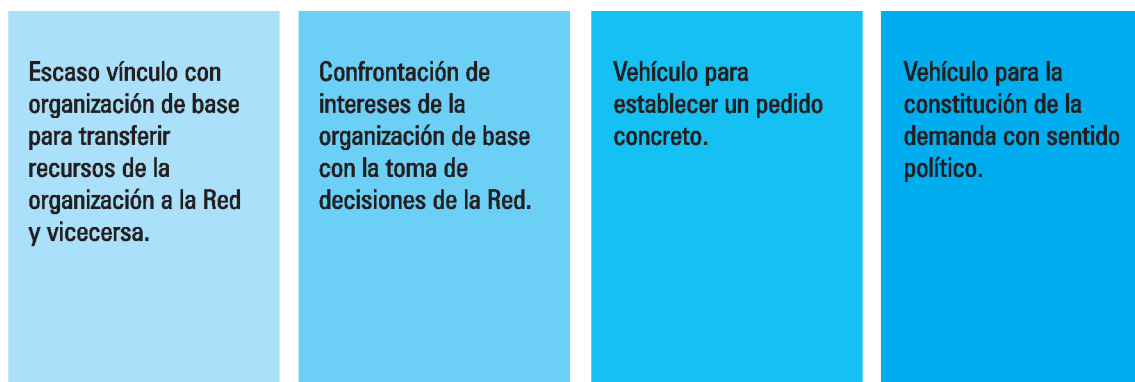 Escaso vínculo con
organización de base
para transferir
recursos de la
organización a la Red
y vicecersa.
Confrontación de
intereses de la
organización de base
con la toma de
decisiones de la Red.
Vehículo para
establecer un pedido
concreto.
Vehículo para la
constitución de la
demanda con sentido
político.